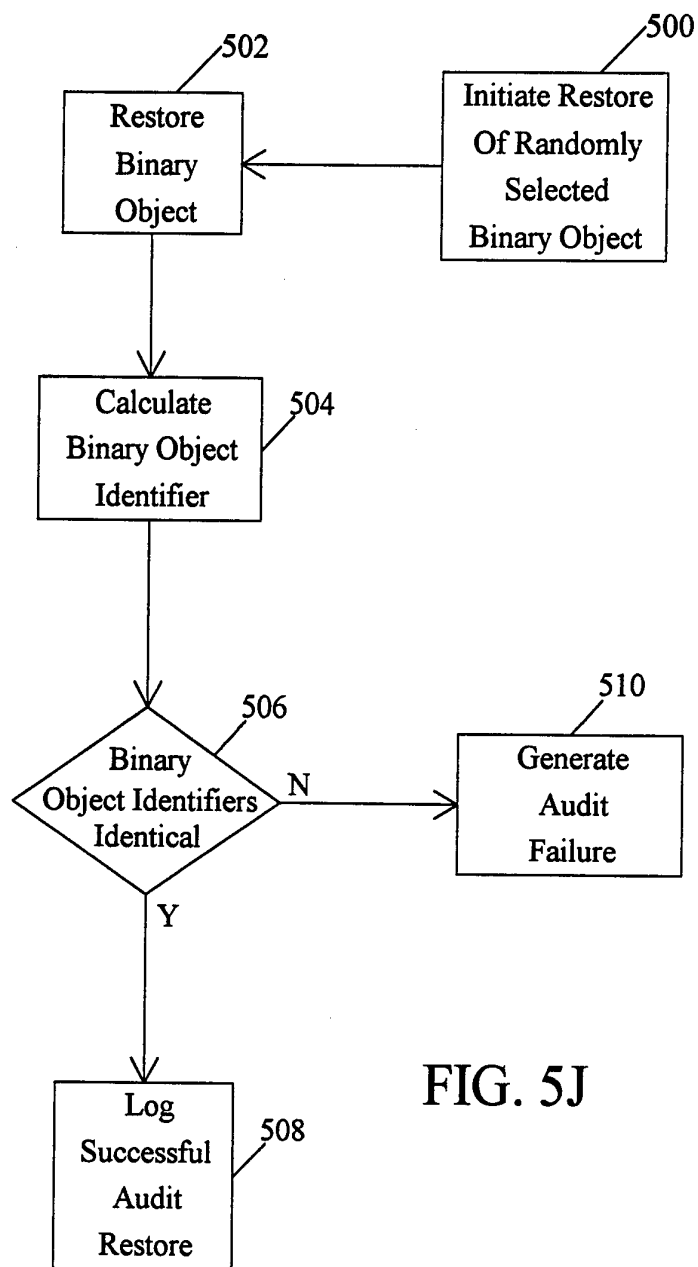 500
Initiate Restore
Of Randomly
Selected
Binary Object
502
Restore
Binary
Object
504
Calculate
Binary Object
Identifier
506
Binary
Object Identifiers
Identical
N
Y
510
Generate
Audit
Failure
508
Log
Successful
Audit
Restore
FIG. 5J